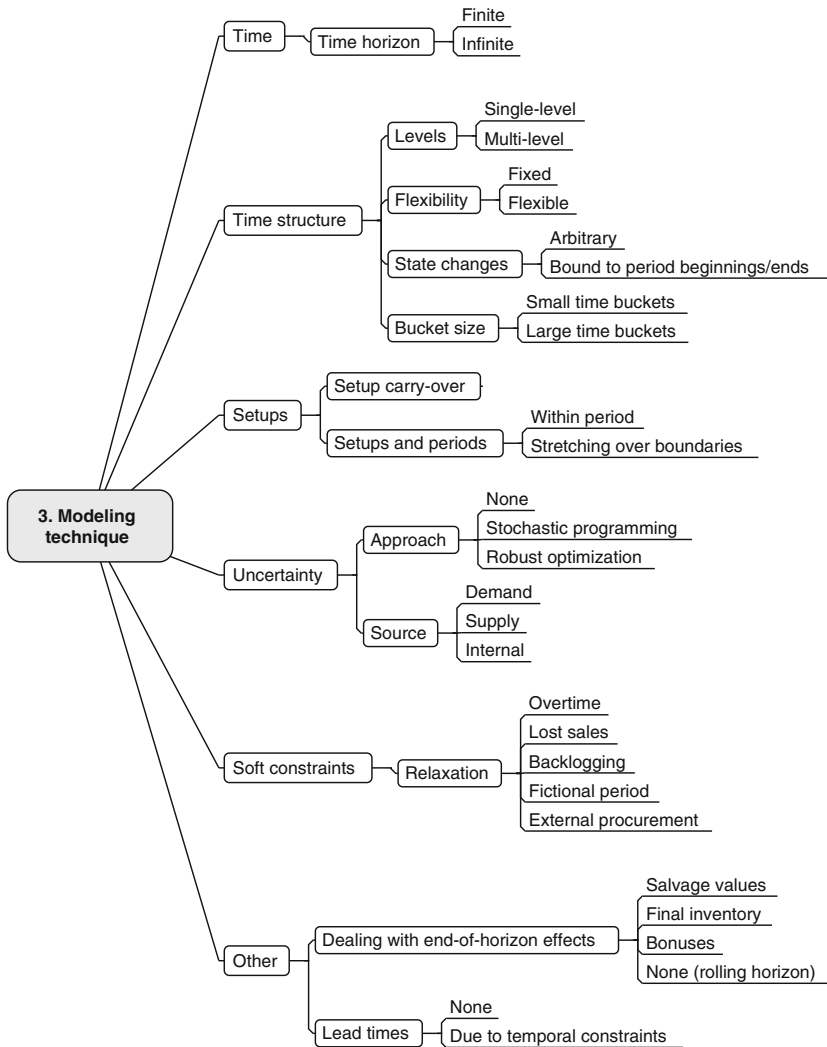 3. Modeling
technique
Time
Time horizon
Finite
Infinite
Time structure
Levels
Single-level
Multi-level
Flexibility
Fixed
Flexible
State changes
Arbitrary
Bound to period beginnings/ends
Bucket size
Small time buckets
Large time buckets
Setups
Setup carry-over
Setups and periods
Within period
Stretching over boundaries
Uncertainty
Approach
None
Stochastic programming
Robust optimization
Source
Demand
Supply
Internal
Soft constraints
Relaxation
Overtime
Lost sales
Backlogging
Fictional period
External procurement
Other
Dealing with end-of-horizon effects
Salvage values
Final inventory
Bonuses
None (rolling horizon)
Lead times
None
Due to temporal constraints